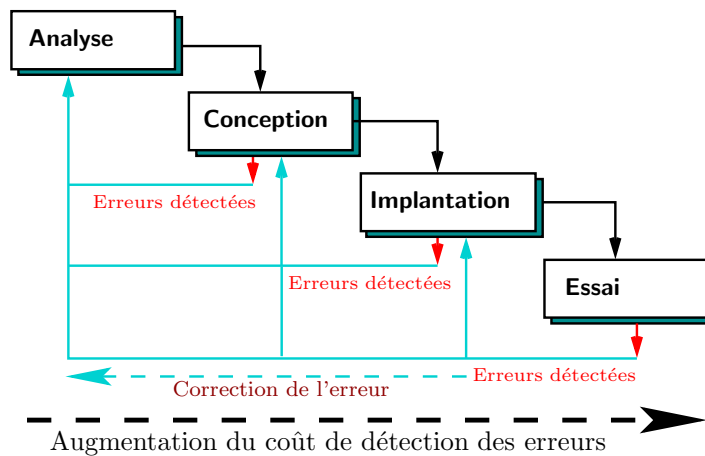 Analyse
Conception
Erreurs détectées
Implantation
Erreurs détectées
Essai
Erreurs détectées
Correction de l'erreur
Augmentation du coût de détection des erreurs